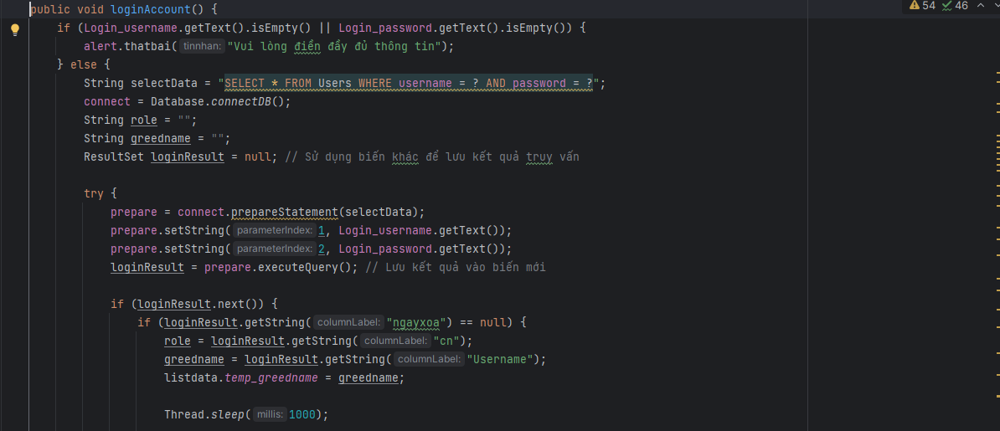 public void loginAccount() {
54 46
if (Login_username.getText().isEmpty() || Login_password.getText().isEmpty()) {
alert.thatbai( tinnhan: "Vui lòng điền đầy đủ thông tin");
} else {
String selectData = "SELECT * FROM Users WHERE username = ? AND password = ?";
connect = Database.connectDB();
String role = "";
String greedname = "";
ResultSet loginResult = null; // Sử dụng biến khác để lưu kết quả truy vấn
try {
prepare = connect.prepareStatement(selectData);
prepare.setString( parameterIndex: 1, Login_username.getText());
prepare.setString( parameterIndex: 2, Login_password.getText());
loginResult = prepare.executeQuery(); // Lưu kết quả vào biến mới
if (loginResult.next()) {
if (loginResult.getString( columnLabel: "ngayxoa") == null) {
role = loginResult.getString( columnLabel: "cn");
greedname = loginResult.getString( columnLabel: "Username");
listdata.temp_greedname = greedname;
Thread.sleep( millis: 1000);